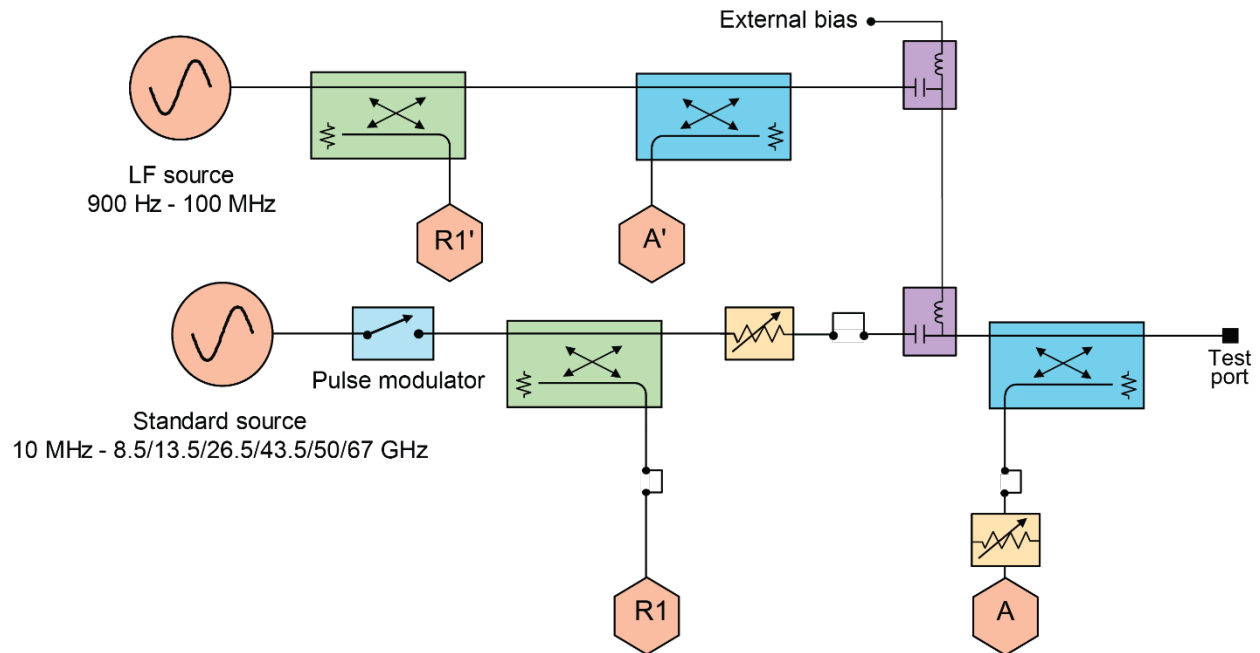 External bias
LF source
900 Hz - 100 MHz
R1'
A'
Pulse modulator
Standard source
10 MHz - 8.5/13.5/26.5/43.5/50/67 GHz
Test
port
R1
A